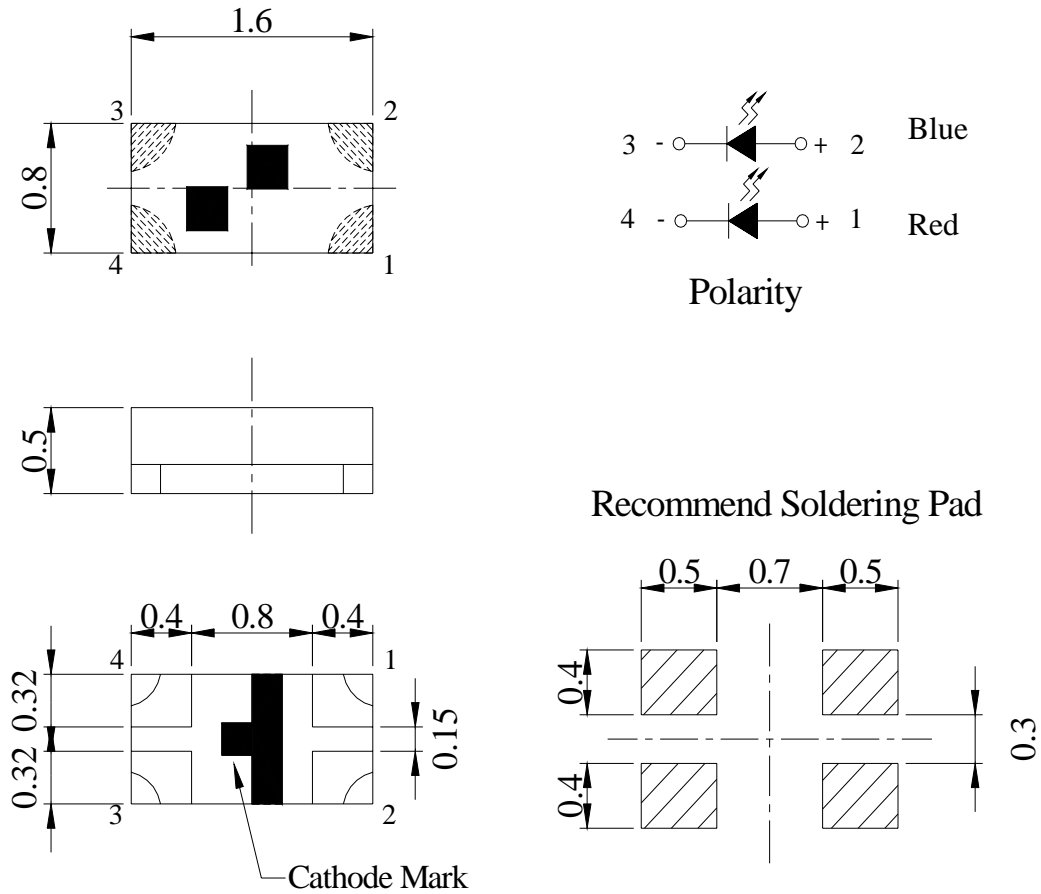 1.6
3 2
0.8
4 1
3 - + 2 Blue
4 - + 1 Red
Polarity
0.5
Recommend Soldering Pad
0.4 0.8 0.4
4 1
0.32
0.32
0.15
3 2
Cathode Mark
0.5 0.7 0.5
0.4
0.4
0.3